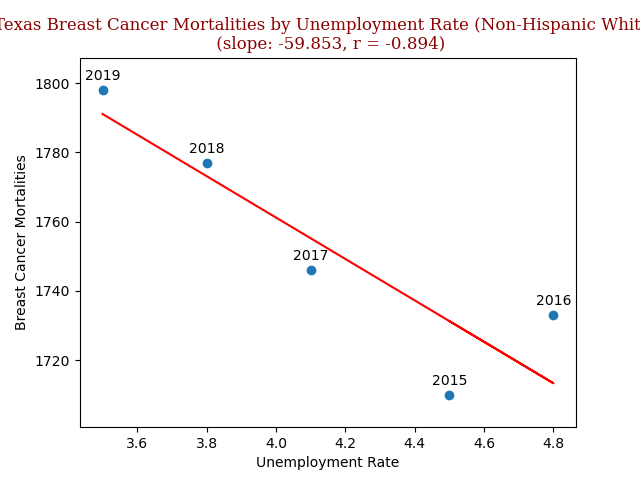 Texas Breast Cancer Mortalities by Unemployment Rate (Non-Hispanic Whit
(slope: -59.853, r = -0.894)
1800
1780
1760
1740
1720
Breast Cancer Mortalities
2019
2018
2017
2016
2015
3.6 3.8 4.0 4.2 4.4 4.6 4.8
Unemployment Rate